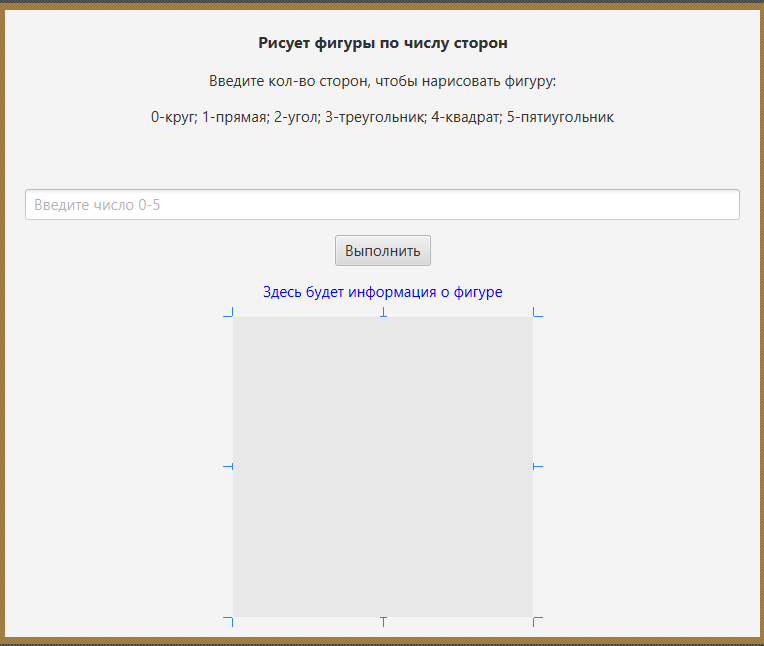 Рисует фигуры по числу сторон
Введите кол-во сторон, чтобы нарисовать фигуру:
0-круг; 1-прямая; 2-угол; 3-треугольник; 4-квадрат; 5-пятиугольник
Введите число 0-5
Выполнить
Здесь будет информация о фигуре